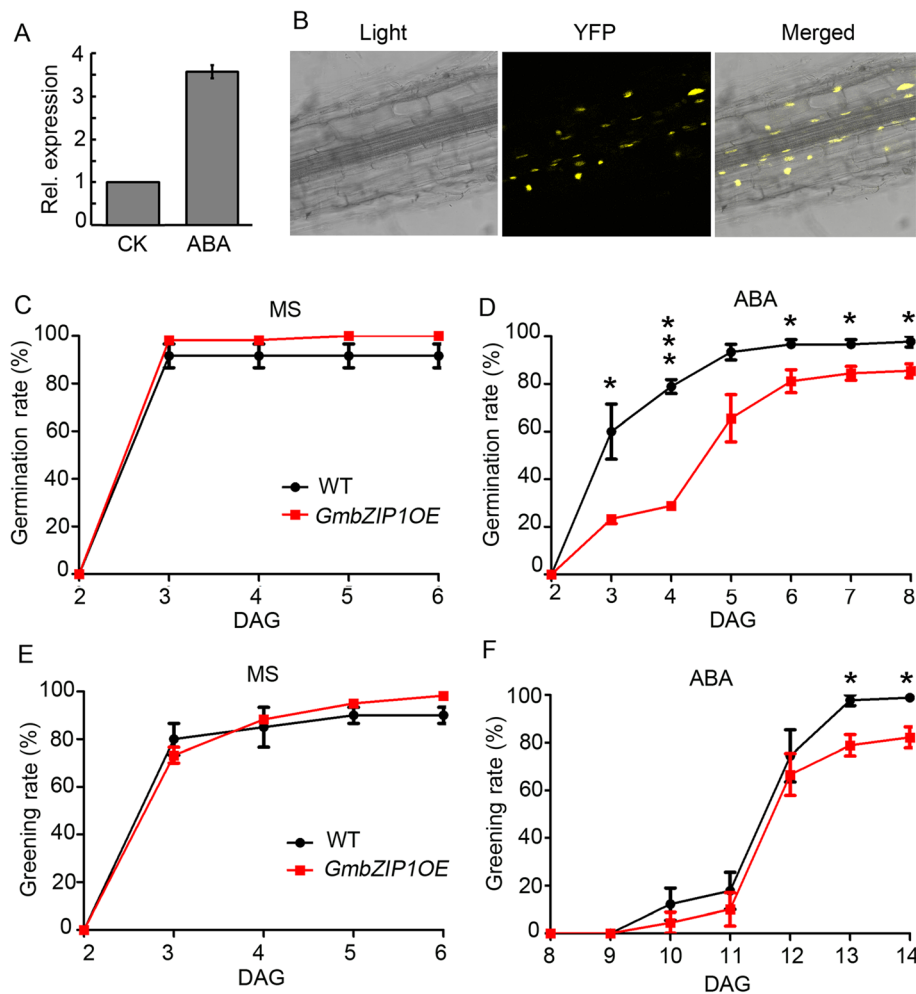 A
Rel. expression
4
3
2
1
0
CK ABA
B
Light YFP Merged
C
MS
Germination rate (%)
100
80
60
40
20
0
WT
GmbZIP1OE
2 3 4 5 6
DAG
D
ABA
Germination rate (%)
100
80
60
40
20
0
* *** * * *
2 3 4 5 6 7 8
DAG
E
MS
Greening rate (%)
100
80
60
40
20
0
WT
GmbZIP1OE
2 3 4 5 6
DAG
F
ABA
Greening rate (%)
100
80
60
40
20
0
* *
8 9 10 11 12 13 14
DAG